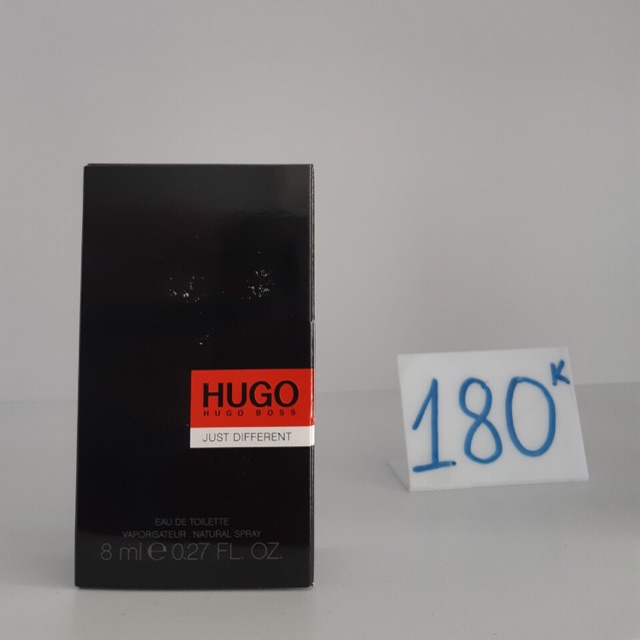 HUGO
HUGO BOSS
JUST DIFFERENT
EAU DE TOILETTE
VAPORISATEUR . NATURAL SPRAY
8 ml e 0.27 FL. OZ.
180K